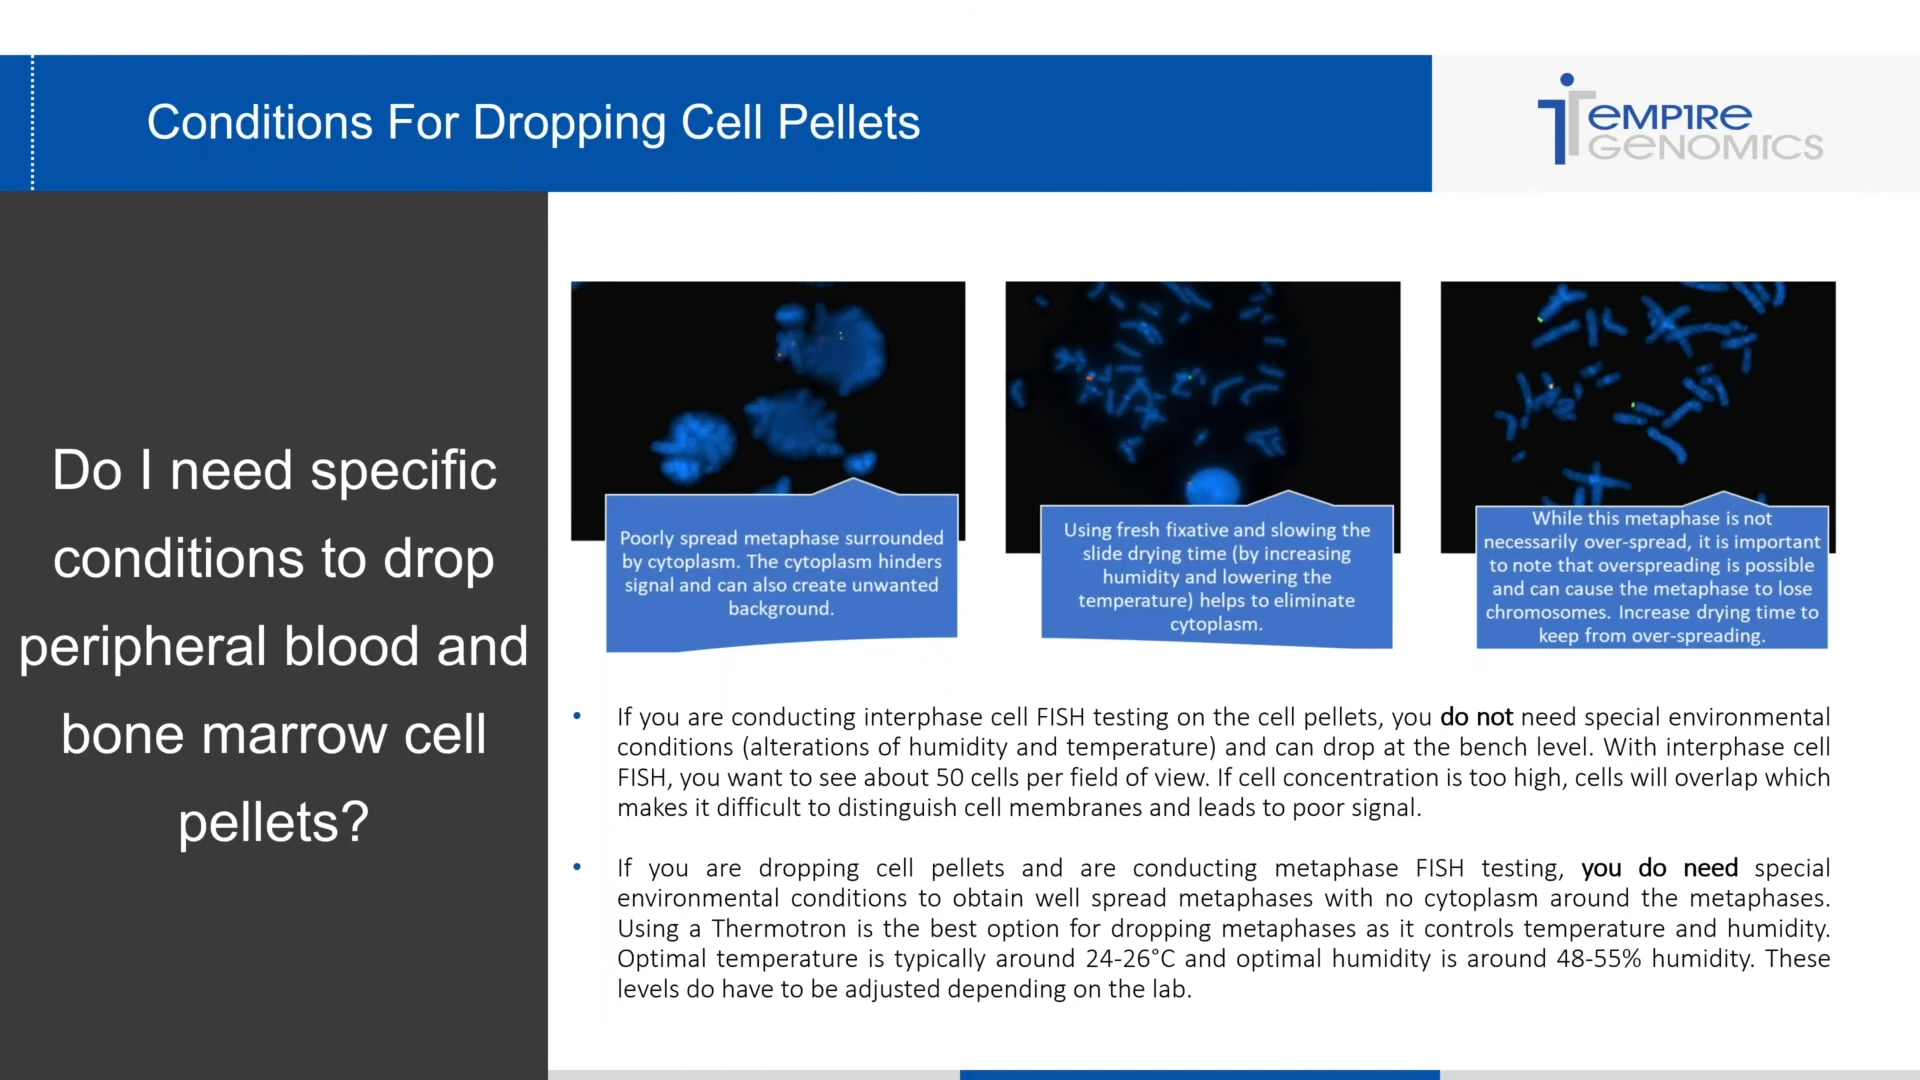 Conditions For Dropping Cell Pellets
EMP1RE
GENOMICS
Do I need specific
conditions to drop
peripheral blood and
bone marrow cell
pellets?
Poorly spread metaphase surrounded
by cytoplasm. The cytoplasm hinders
signal and can also create unwanted
background.
Using fresh fixative and slowing the
slide drying time (by increasing
humidity and lowering the
temperature) helps to eliminate
cytoplasm.
While this metaphase is not
necessarily over-spread, it is important
to note that overspreading is possible
and can cause the metaphase to lose
chromosomes. Increase drying time to
keep from over-spreading.
• If you are conducting interphase cell FISH testing on the cell pellets, you do not need special environmental
conditions (alterations of humidity and temperature) and can drop at the bench level. With interphase cell
FISH, you want to see about 50 cells per field of view. If cell concentration is too high, cells will overlap which
makes it difficult to distinguish cell membranes and leads to poor signal.
• If you are dropping cell pellets and are conducting metaphase FISH testing, you do need special
environmental conditions to obtain well spread metaphases with no cytoplasm around the metaphases.
Using a Thermotron is the best option for dropping metaphases as it controls temperature and humidity.
Optimal temperature is typically around 24-26°C and optimal humidity is around 48-55% humidity. These
levels do have to be adjusted depending on the lab.